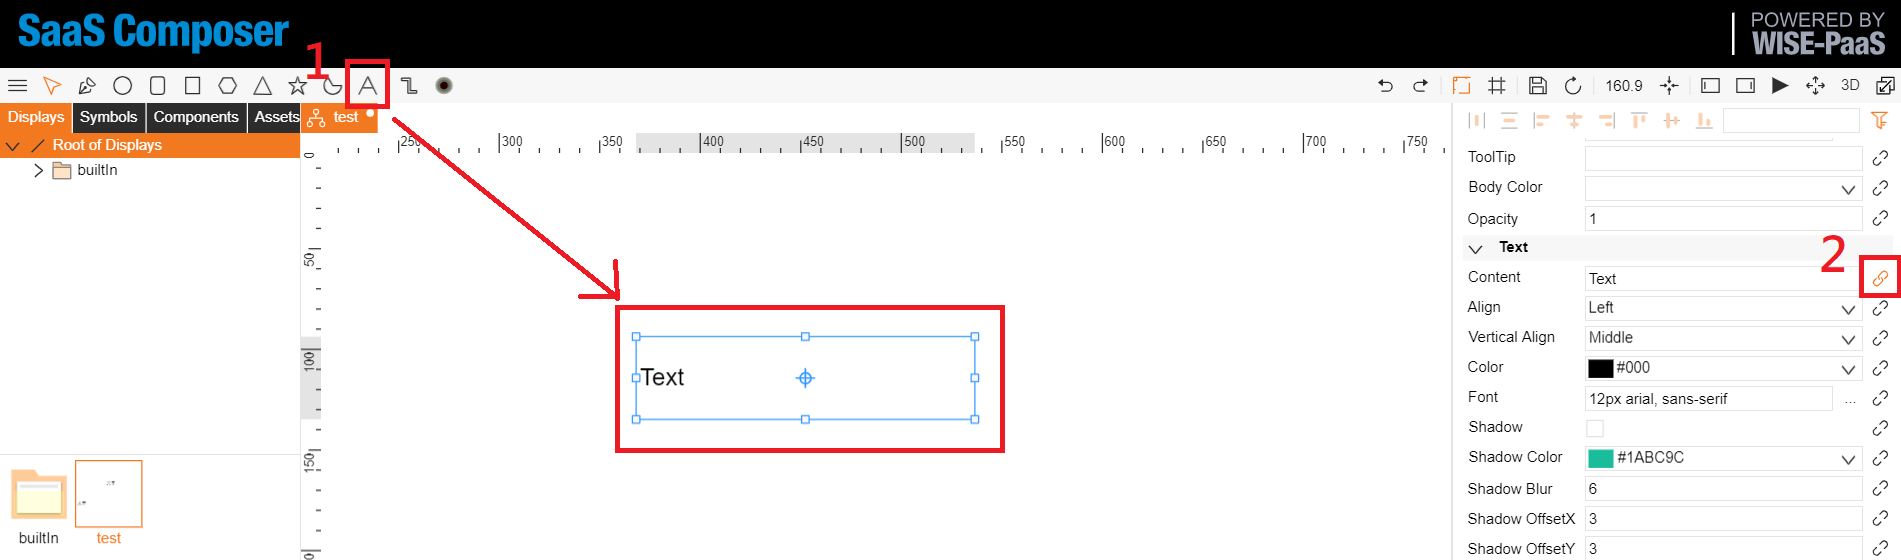 SaaS Composer
POWERED BY
WISE-PaaS
1
160.9
3D
Displays
Symbols
Components
Assets
test
Root of Displays
builtIn
250 300 350 400 450 500 550 600 650 700 750
0
50
100
150
ToolTip
Body Color
Opacity 1
Text
2
Content Text
Align Left
Vertical Align Middle
Color #000
Font 12px arial, sans-serif ...
Shadow
Shadow Color #1ABC9C
Shadow Blur 6
Shadow OffsetX 3
Shadow OffsetY 3
Text
builtIn
test